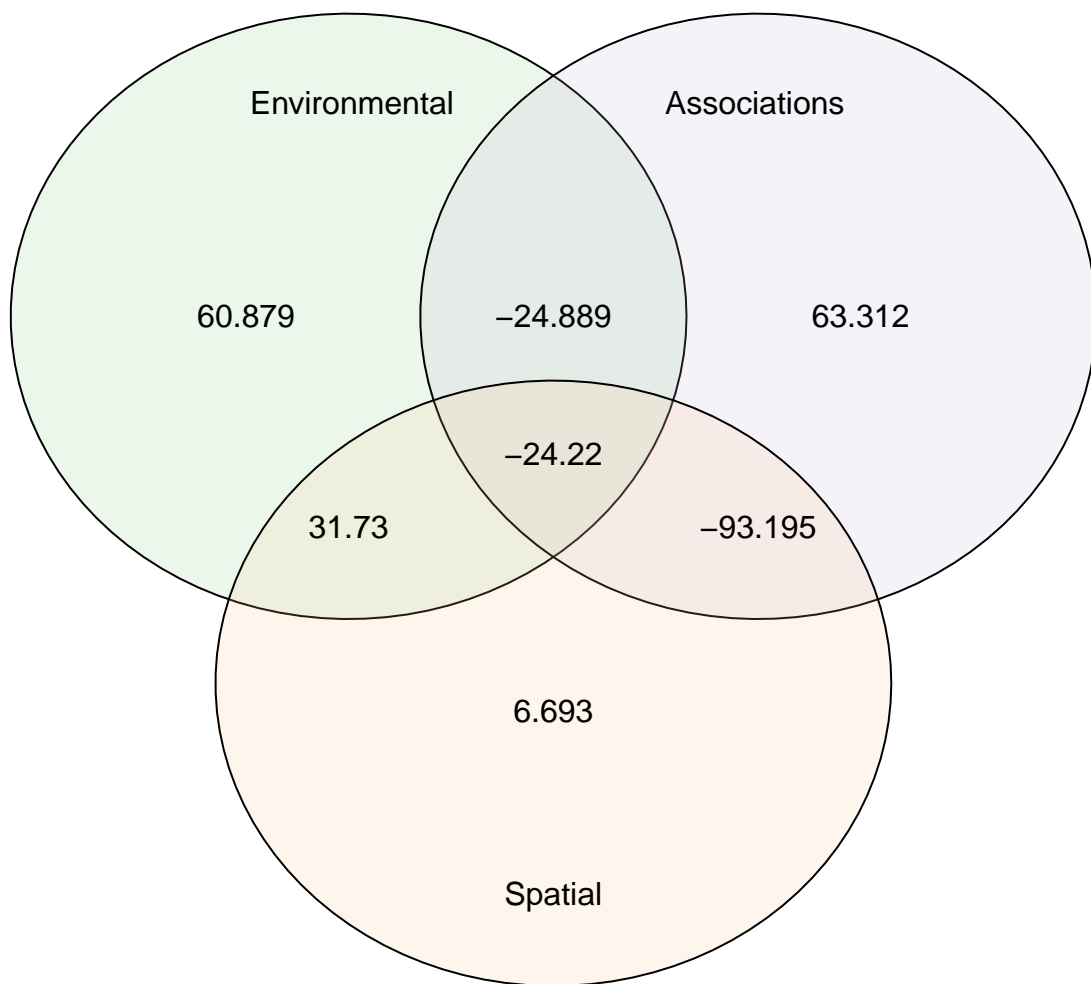 Environmental
Associations
60.879
−24.889
63.312
−24.22
31.73
−93.195
6.693
Spatial